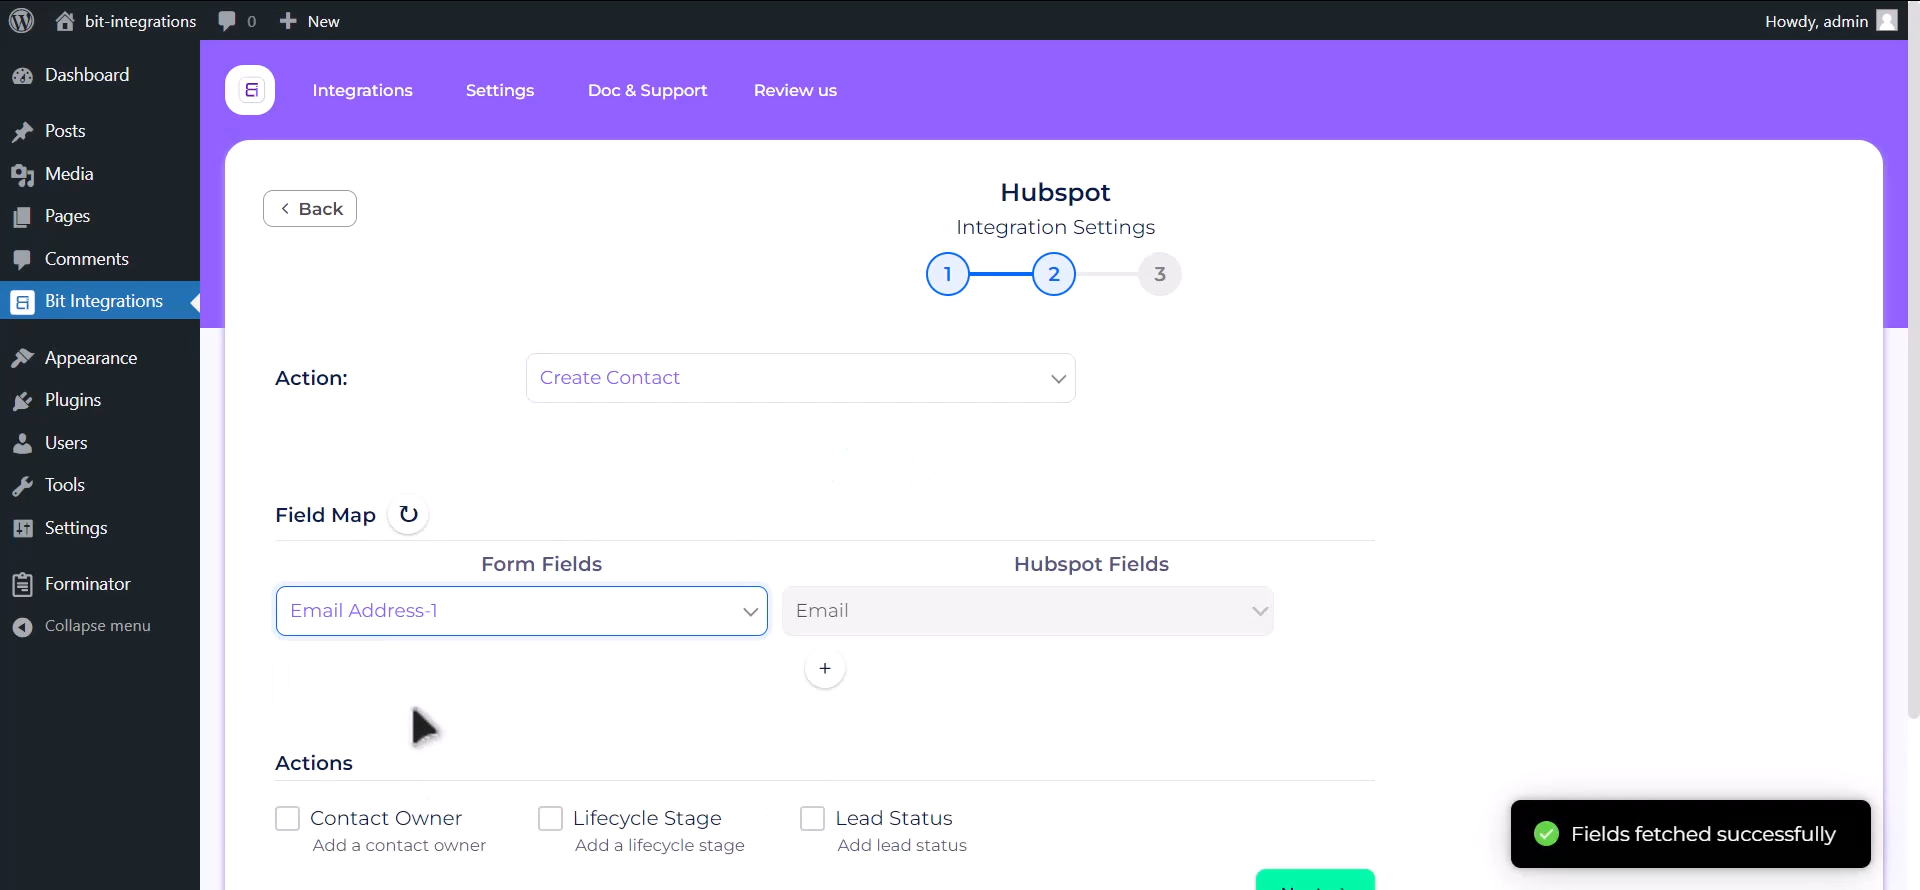 bit-integrations 0 New Howdy, admin
Dashboard
Posts
Media
Pages
Comments
Bit Integrations
Appearance
Plugins
Users
Tools
Settings
Forminator
Collapse menu
Integrations Settings Doc & Support Review us
Back
Hubspot
Integration Settings
1 2 3
Action: Create Contact
Field Map
Form Fields Hubspot Fields
Email Address-1 Email
+
Actions
Contact Owner Lifecycle Stage Lead Status
Add a contact owner Add a lifecycle stage Add lead status
Fields fetched successfully